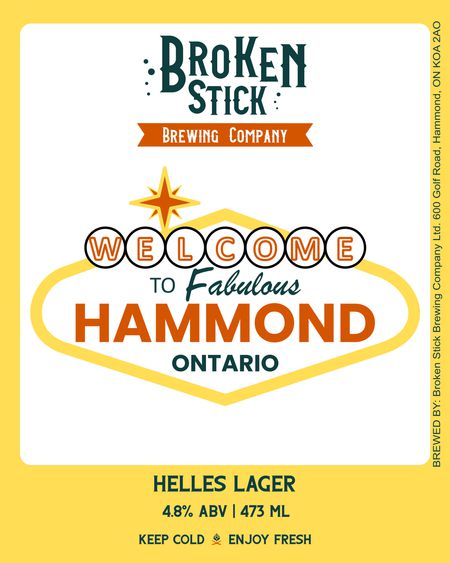 BROKEN
STICK
BREWING COMPANY
WELCOME
TO Fabulous
HAMMOND
ONTARIO
HELLES LAGER
4.8% ABV | 473 ML
KEEP COLD ENJOY FRESH
BREWED BY: Broken Stick Brewing Company Ltd. 600 Golf Road, Hammond, ON K0A 2A0